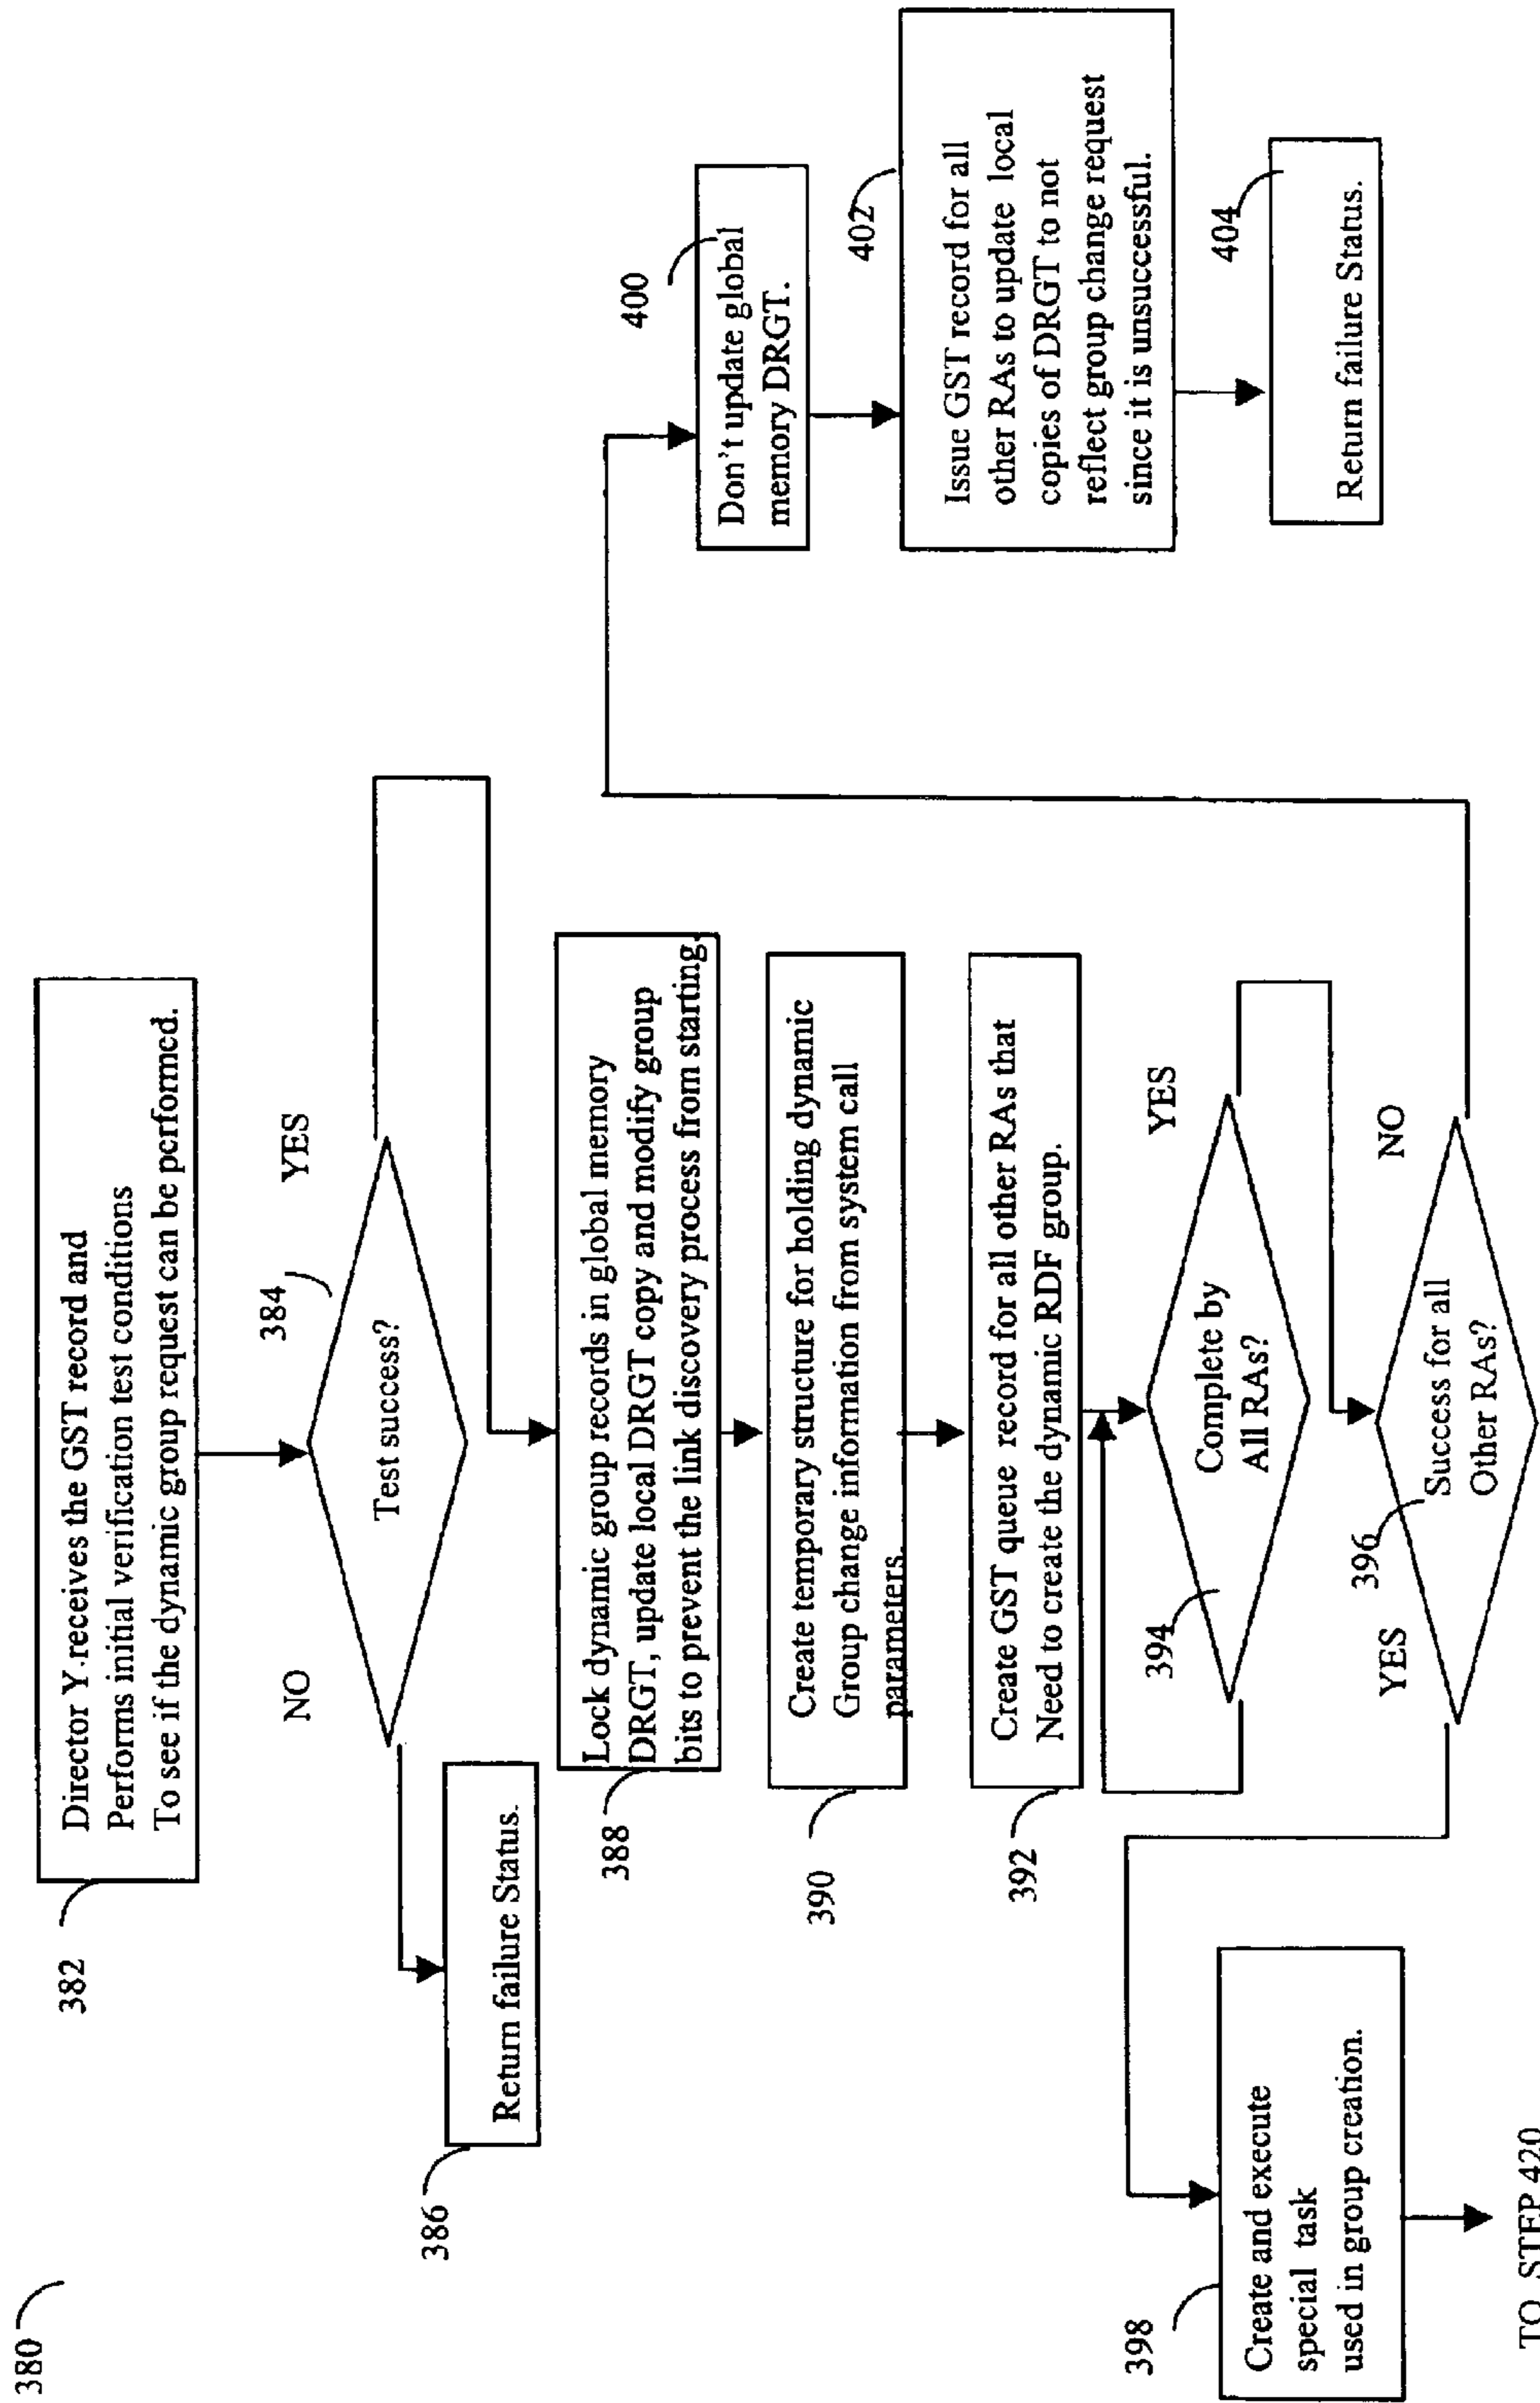 380
382
Director Y.receives the GST record and
Performs initial verification test conditions
To see if the dynamic group request can be performed.
384
Test success?
NO
YES
386
Return failure Status.
388
Lock dynamic group records in global memory
DRGT, update local DRGT copy and modify group
bits to prevent the link discovery process from starting.
390
Create temporary structure for holding dynamic
Group change information from system call
parameters.
392
Create GST queue record for all other RAs that
Need to create the dynamic RDF group.
394
Complete by
All RAs?
YES
396
Success for all
Other RAs?
YES
NO
398
Create and execute
special task
used in group creation.
TO STEP 420
400
Don't update global
memory DRGT.
402
Issue GST record for all
other RAs to update local
copies of DRGT to not
reflect group change request
since it is unsuccessful.
404
Return failure Status.